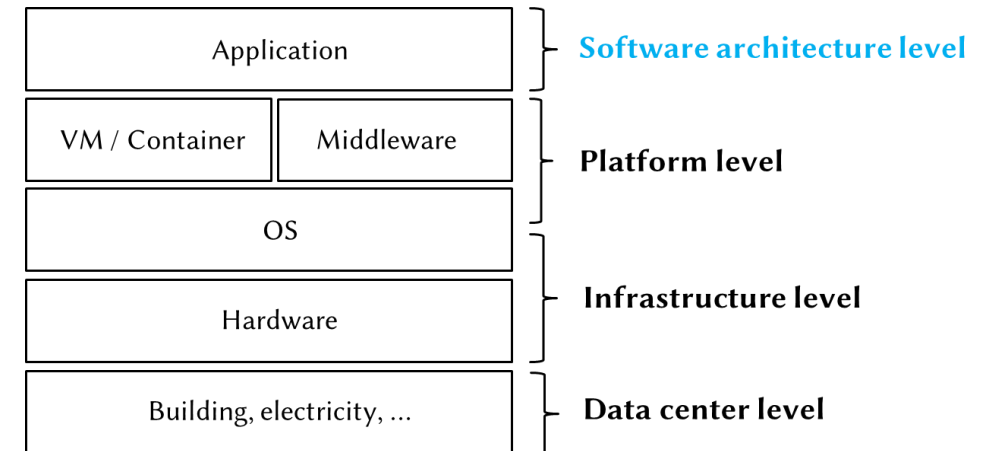 Application
Software architecture level
VM / Container
Middleware
Platform level
OS
Infrastructure level
Hardware
Building, electricity, ...
Data center level